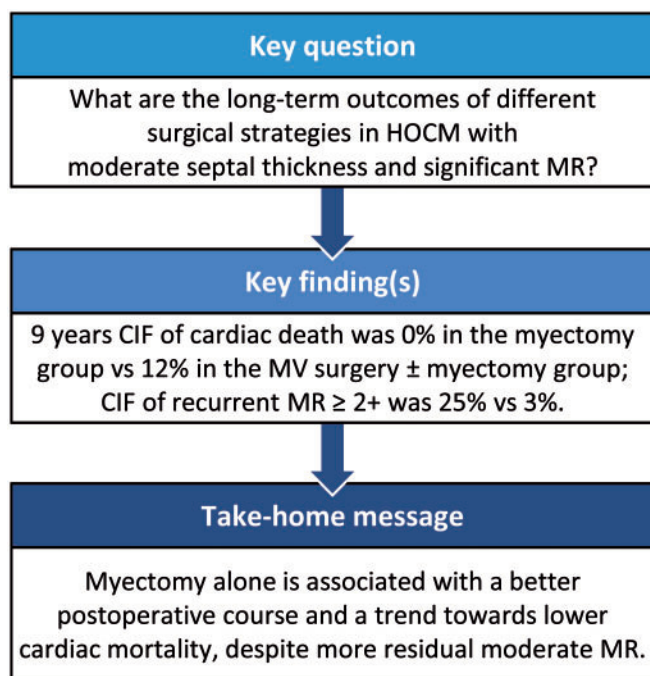 Key question
What are the long-term outcomes of different
surgical strategies in HOCM with
moderate septal thickness and significant MR?
Key finding(s)
9 years CIF of cardiac death was 0% in the myectomy
group vs 12% in the MV surgery ± myectomy group;
CIF of recurrent MR ≥ 2+ was 25% vs 3%.
Take-home message
Myectomy alone is associated with a better
postoperative course and a trend towards lower
cardiac mortality, despite more residual moderate MR.